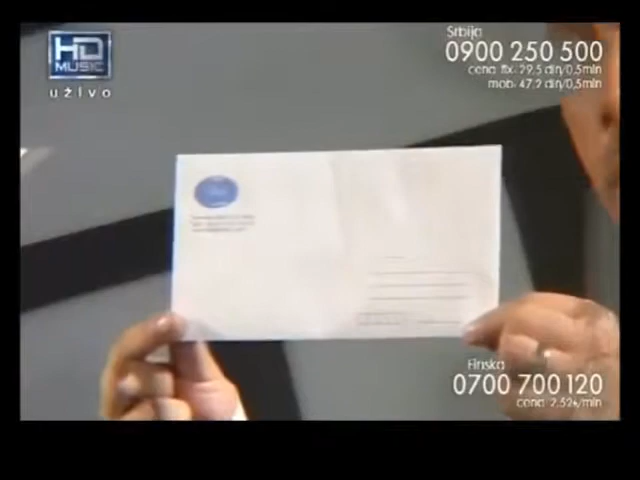 HD
MUSIC
uživo
Srbija
0900 250 500
cena fix: 29,5 din/0,5min
mob: 47,2 din/0,5min
Finska
0700 700 120
cena: 2,52€/min